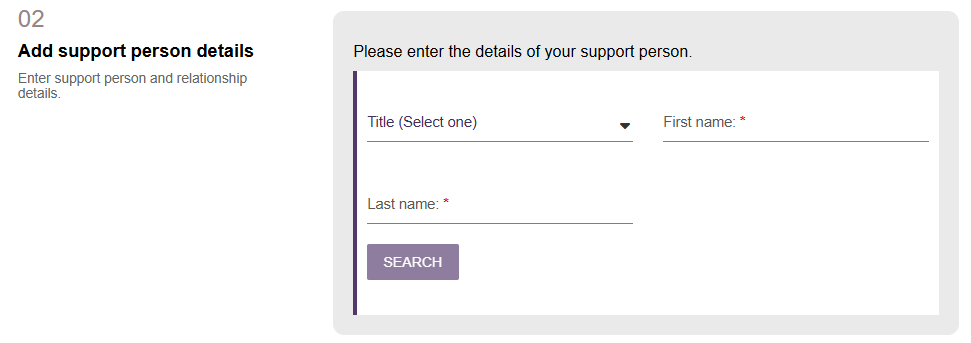 02
Add support person details
Enter support person and relationship
details.
Please enter the details of your support person.
Title (Select one)
First name: *
Last name: *
SEARCH